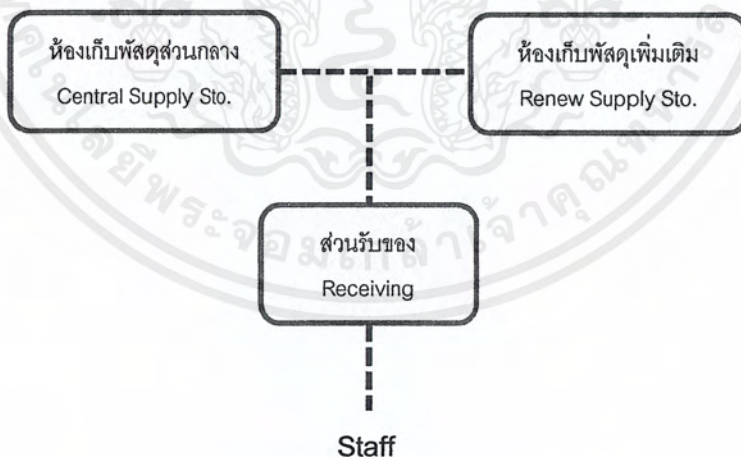 ห้องเก็บพัสดุส่วนกลาง
Central Supply Sto.
ห้องเก็บพัสดุเพิ่มเติม
Renew Supply Sto.
ส่วนรับของ
Receiving
Staff